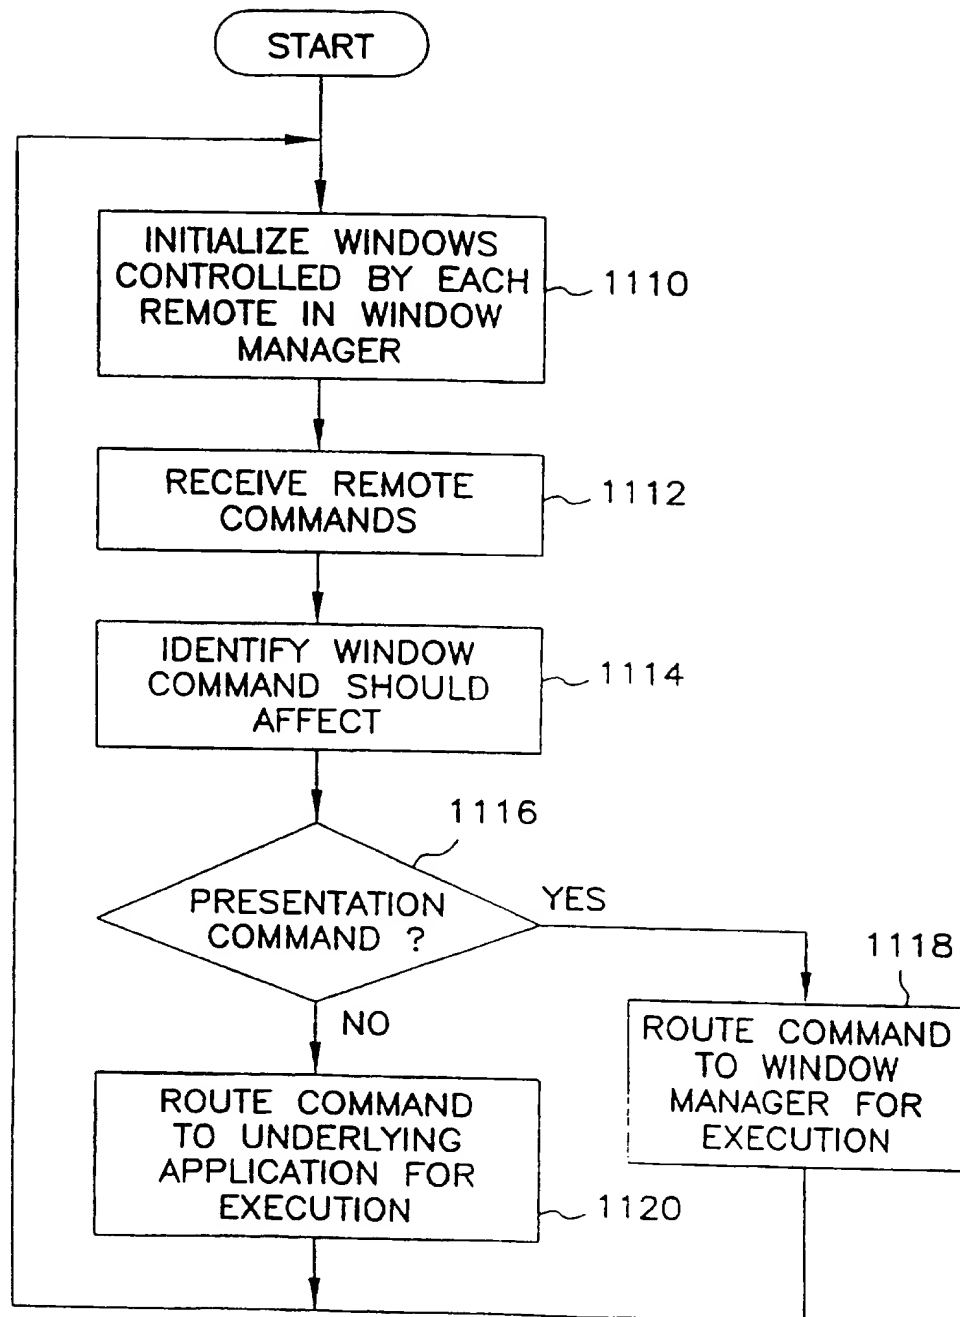 START
INITIALIZE WINDOWS
CONTROLLED BY EACH
REMOTE IN WINDOW
MANAGER
1110
RECEIVE REMOTE
COMMANDS
1112
IDENTIFY WINDOW
COMMAND SHOULD
AFFECT
1114
1116
PRESENTATION
COMMAND ?
YES
NO
1118
ROUTE COMMAND
TO WINDOW
MANAGER FOR
EXECUTION
ROUTE COMMAND
TO UNDERLYING
APPLICATION FOR
EXECUTION
1120